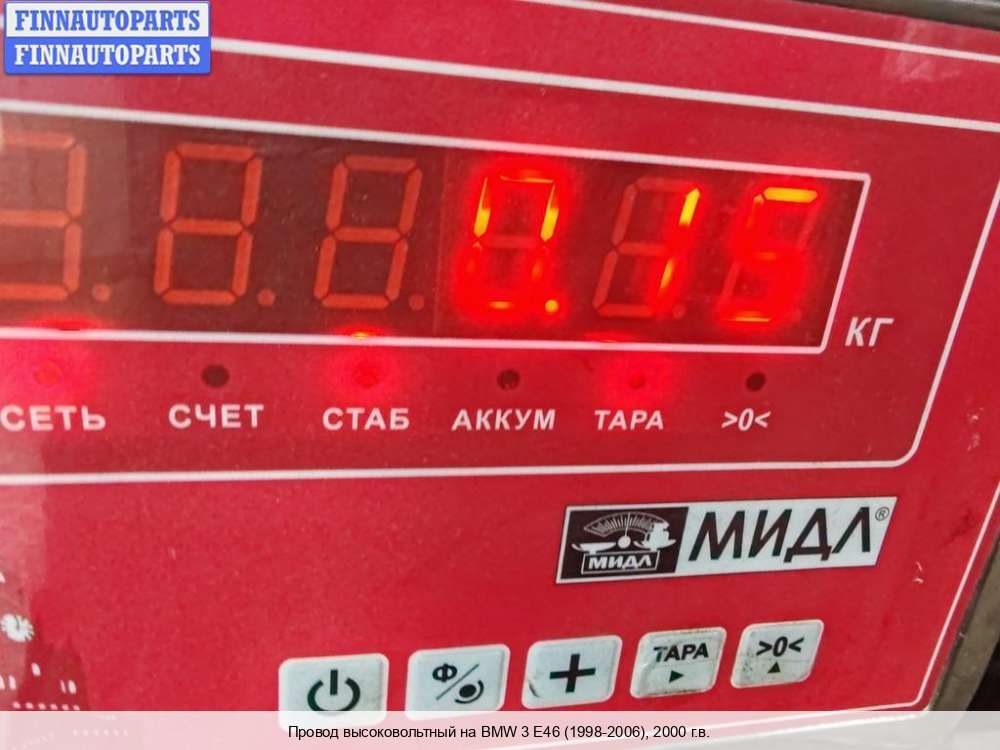 FINNAUTOPARTS
FINNAUTOPARTS
0.15
КГ
СЕТЬ СЧЕТ СТАБ АККУМ ТАРА >0<
МИДЛ МИДЛ®
Ф
+
ТАРА >0<
Провод высоковольтный на BMW 3 E46 (1998-2006), 2000 г.в.